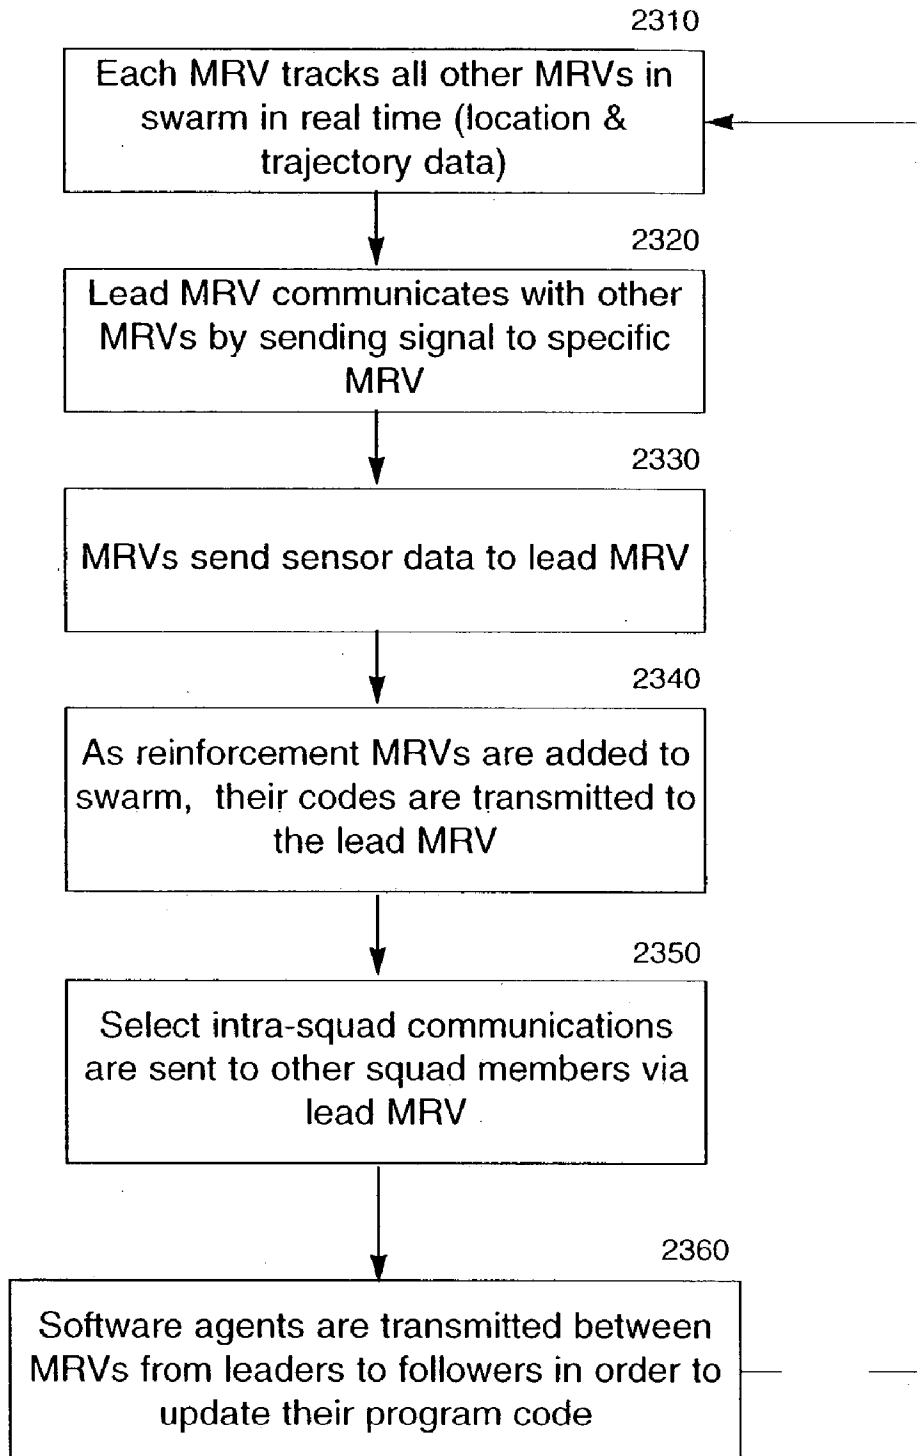 2310
Each MRV tracks all other MRVs in
swarm in real time (location &
trajectory data)
2320
Lead MRV communicates with other
MRVs by sending signal to specific
MRV
2330
MRVs send sensor data to lead MRV
2340
As reinforcement MRVs are added to
swarm, their codes are transmitted to
the lead MRV
2350
Select intra-squad communications
are sent to other squad members via
lead MRV
2360
Software agents are transmitted between
MRVs from leaders to followers in order to
update their program code